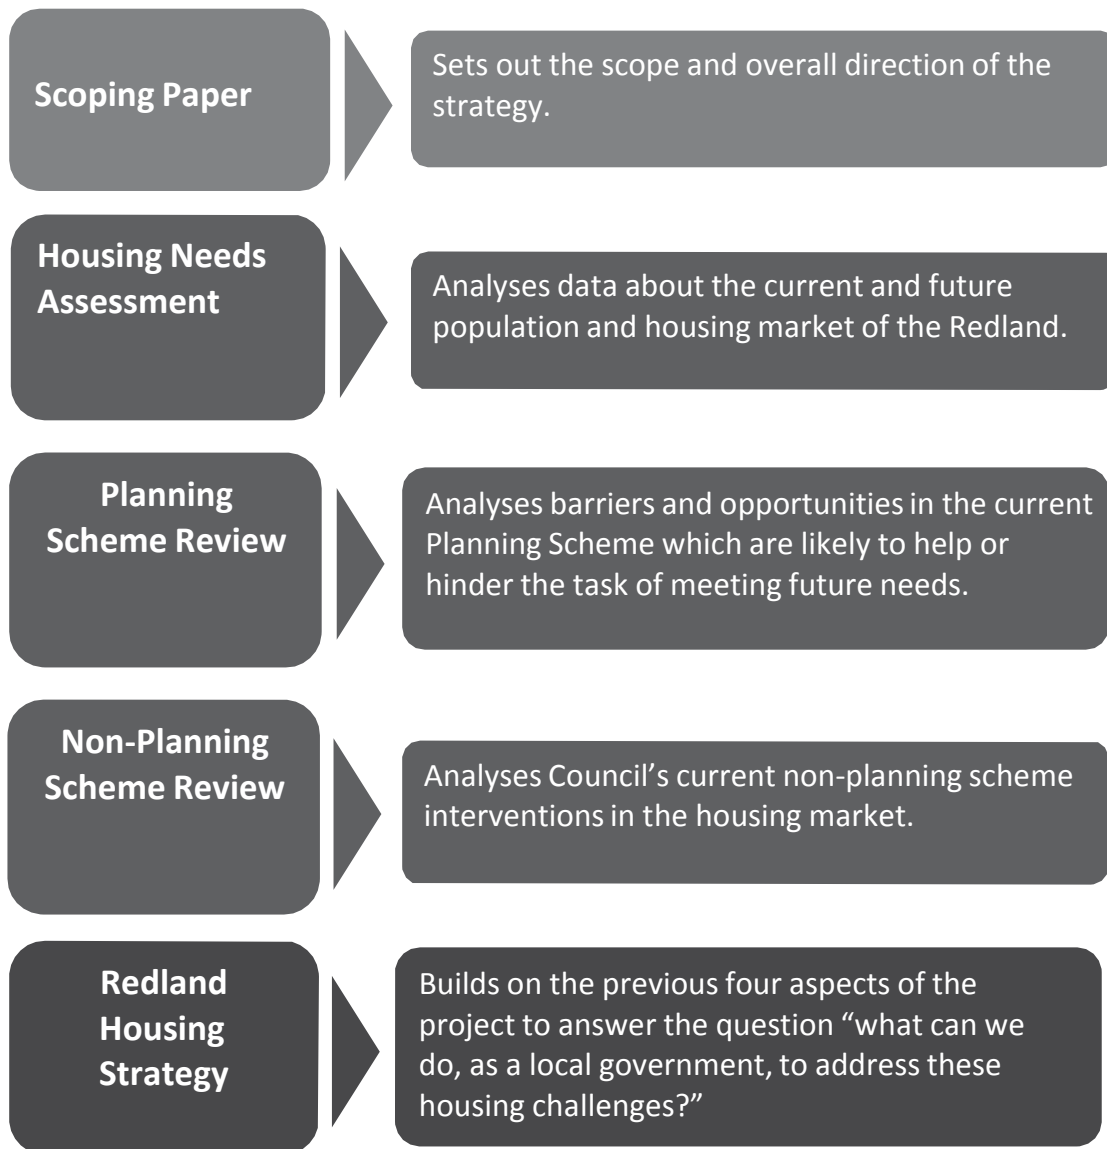 Scoping Paper
Sets out the scope and overall direction of the
strategy.
Housing Needs
Assessment
Analyses data about the current and future
population and housing market of the Redland.
Planning
Scheme Review
Analyses barriers and opportunities in the current
Planning Scheme which are likely to help or
hinder the task of meeting future needs.
Non-Planning
Scheme Review
Analyses Council’s current non-planning scheme
interventions in the housing market.
Redland
Housing
Strategy
Builds on the previous four aspects of the
project to answer the question “what can we
do, as a local government, to address these
housing challenges?”